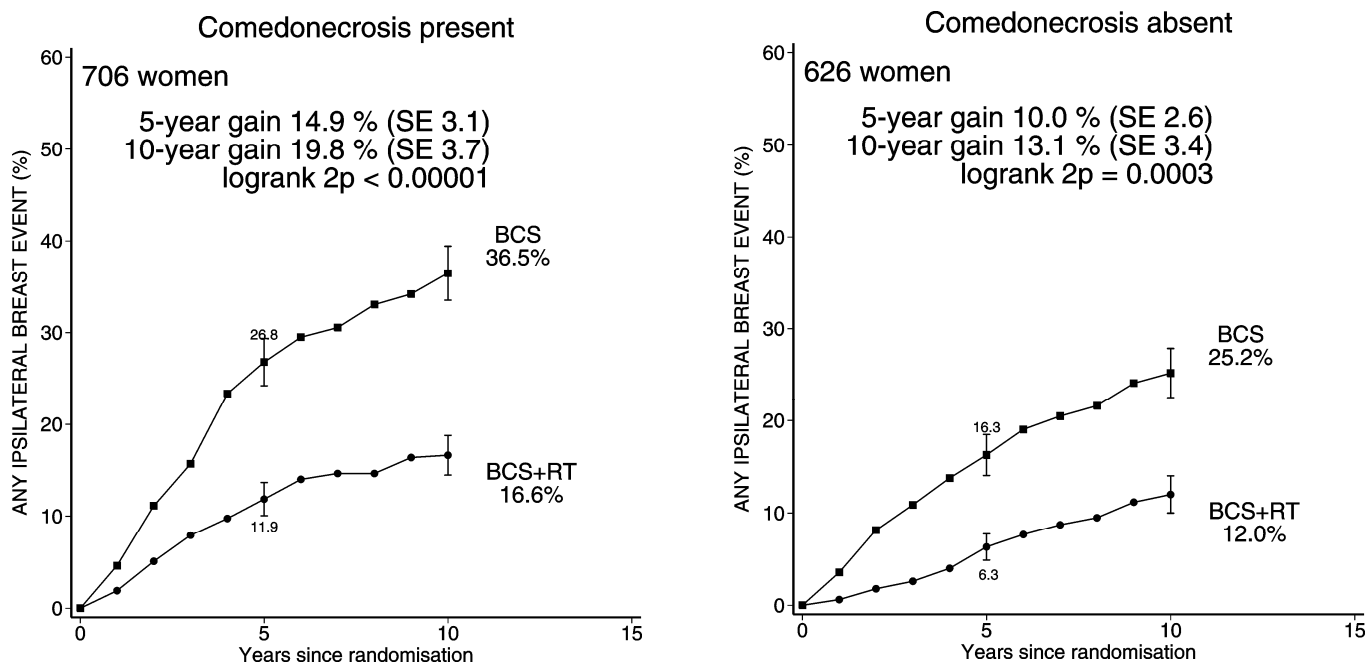 Comedonecrosis present
706 women
5-year gain 14.9 % (SE 3.1)
10-year gain 19.8 % (SE 3.7)
logrank 2p < 0.00001
ANY IPSILATERAL BREAST EVENT (%)
60
50
40
30
20
10
0
BCS
36.5%
26.8
BCS+RT
16.6%
11.9
0 5 10 15
Years since randomisation
Comedonecrosis absent
626 women
5-year gain 10.0 % (SE 2.6)
10-year gain 13.1 % (SE 3.4)
logrank 2p = 0.0003
ANY IPSILATERAL BREAST EVENT (%)
60
50
40
30
20
10
0
BCS
25.2%
16.3
BCS+RT
12.0%
6.3
0 5 10 15
Years since randomisation